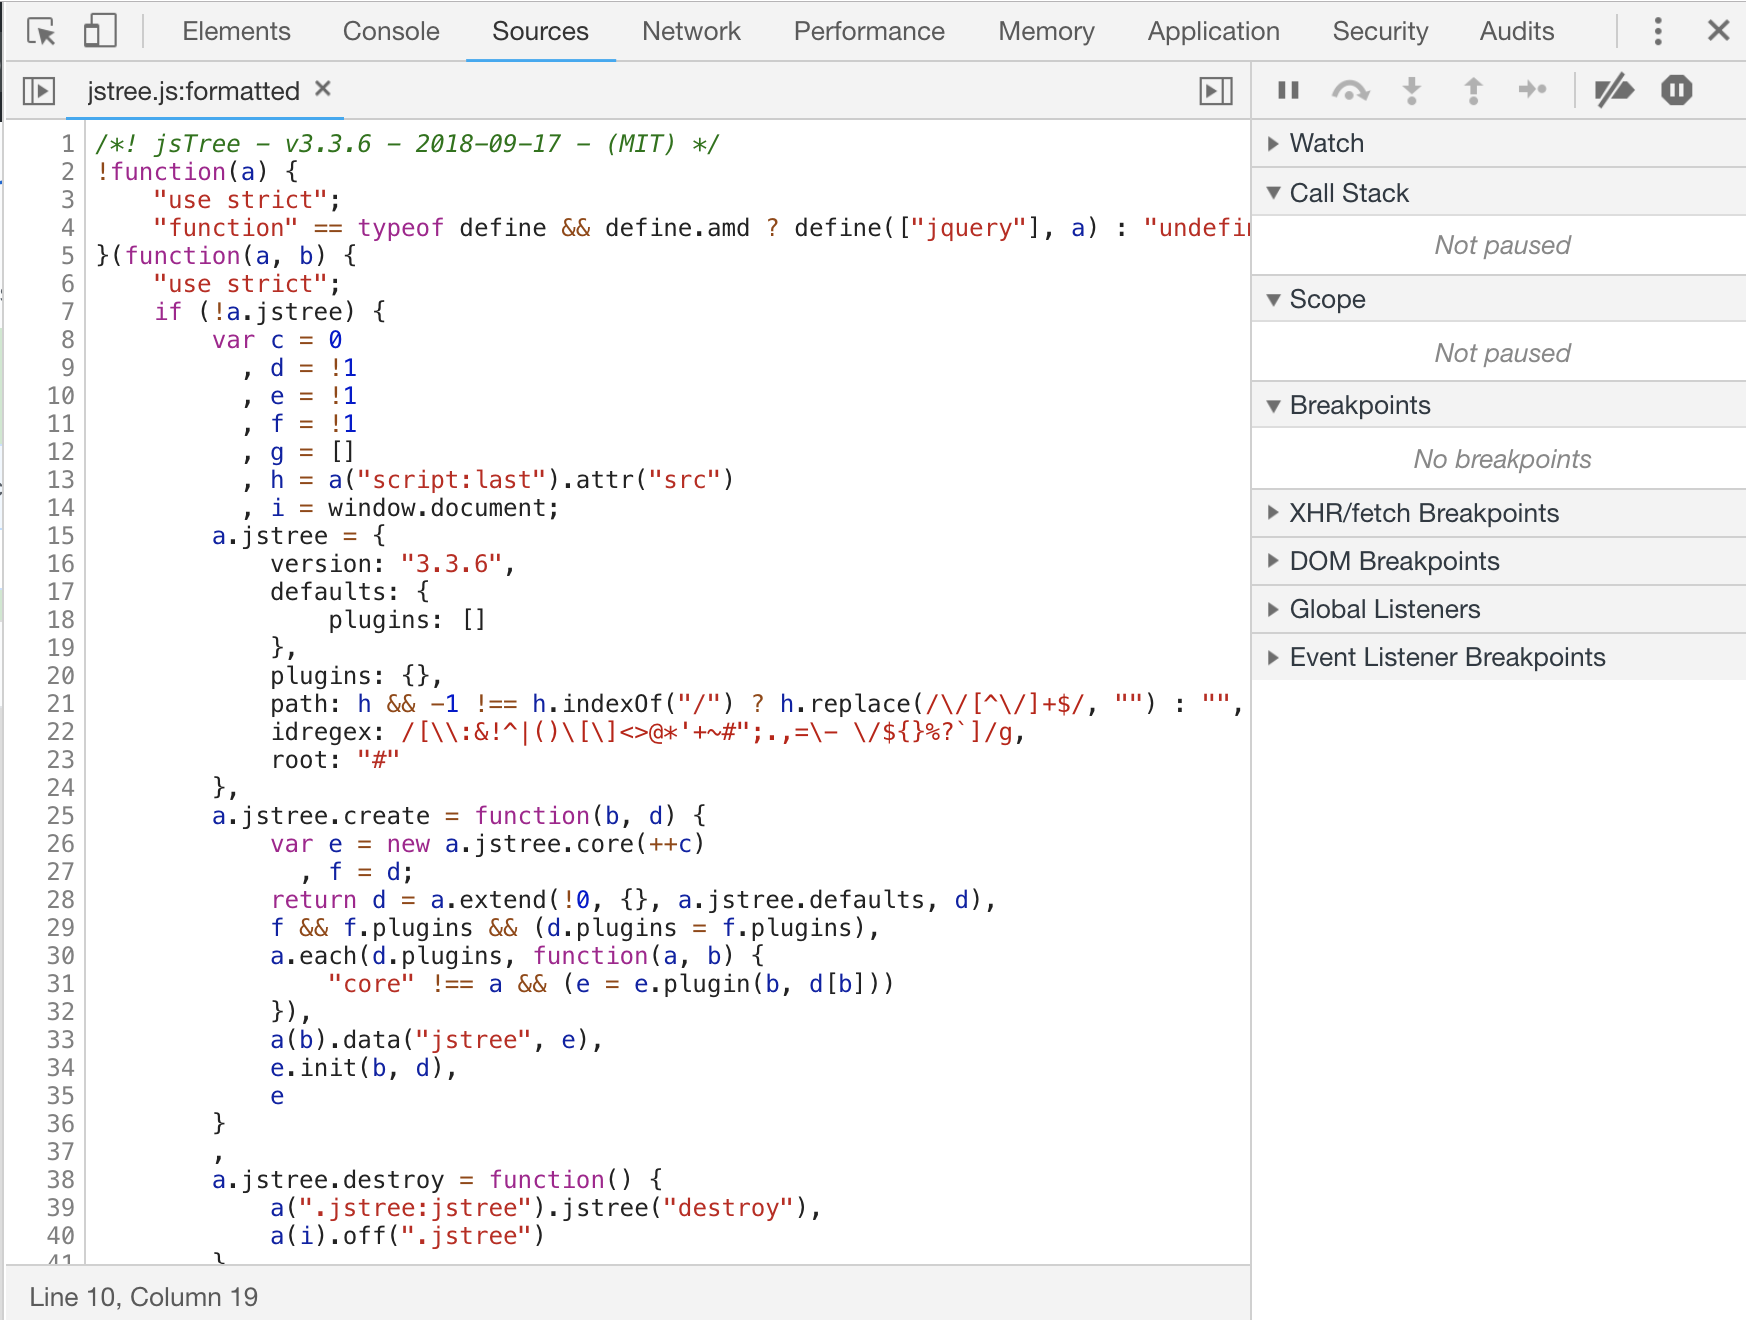 Elements Console Sources Network Performance Memory Application Security Audits
jstree.js:formatted
1 /*! jsTree - v3.3.6 - 2018-09-17 - (MIT) */
2 !function(a) {
3 "use strict";
4 "function" == typeof define && define.amd ? define(["jquery"], a) : "undefin
5 }(function(a, b) {
6 "use strict";
7 if (!a.jstree) {
8 var c = 0
9 , d = !1
10 , e = !1
11 , f = !1
12 , g = []
13 , h = a("script:last").attr("src")
14 , i = window.document;
15 a.jstree = {
16 version: "3.3.6",
17 defaults: {
18 plugins: []
19 },
20 plugins: {},
21 path: h && -1 !== h.indexOf("/") ? h.replace(/\/[^\/]+$/, "") : "",
22 idregex: /[\\:&!^|()\[\]<>@*'+~#";.,=\- \/${}%?`]/g,
23 root: "#"
24 },
25 a.jstree.create = function(b, d) {
26 var e = new a.jstree.core(++c)
27 , f = d;
28 return d = a.extend(!0, {}, a.jstree.defaults, d),
29 f && f.plugins && (d.plugins = f.plugins),
30 a.each(d.plugins, function(a, b) {
31 "core" !== a && (e = e.plugin(b, d[b]))
32 }),
33 a(b).data("jstree", e),
34 e.init(b, d),
35 e
36 }
37 ,
38 a.jstree.destroy = function() {
39 a(".jstree:jstree").jstree("destroy"),
40 a(i).off(".jstree")
41 }
Line 10, Column 19
Watch
Call Stack
Not paused
Scope
Not paused
Breakpoints
No breakpoints
XHR/fetch Breakpoints
DOM Breakpoints
Global Listeners
Event Listener Breakpoints